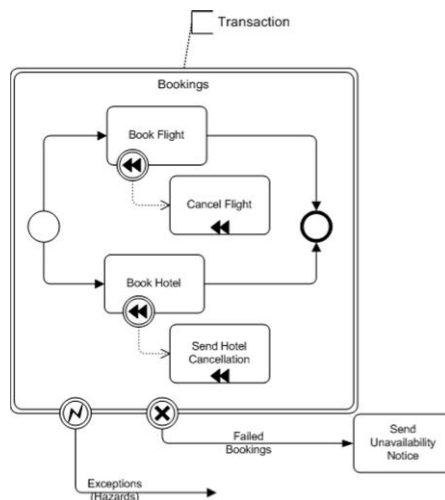 Transaction
Bookings
Book Flight
Cancel Flight
Book Hotel
Send Hotel
Cancellation
Failed
Bookings
Send
Unavailability
Notice
Exceptions
(Hazards)